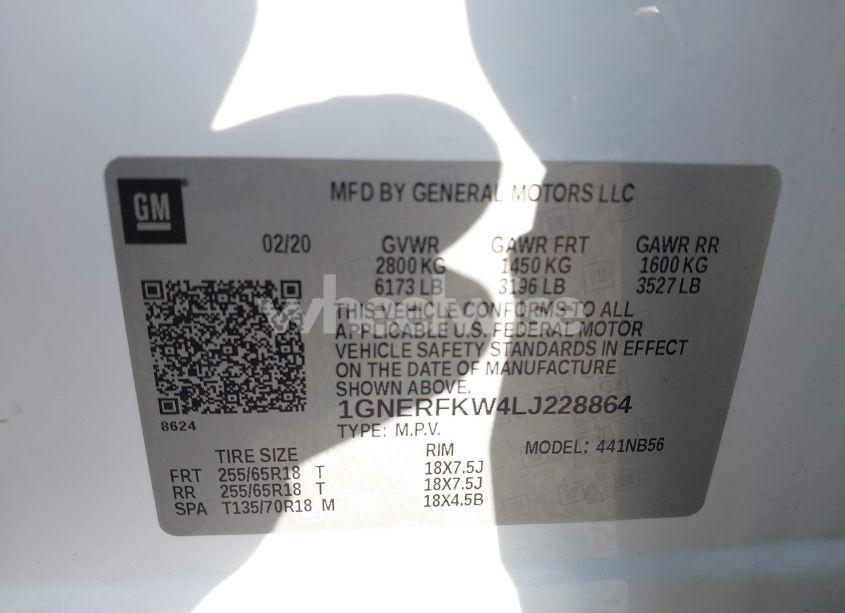 GM
MFD BY GENERAL MOTORS LLC
02/20 GVWR GAWR FRT GAWR RR
2800 KG 1450 KG 1600 KG
6173 LB 3196 LB 3527 LB
THIS VEHICLE CONFORMS TO ALL
APPLICABLE U.S. FEDERAL MOTOR
VEHICLE SAFETY STANDARDS IN EFFECT
ON THE DATE OF MANUFACTURE
SHOWN ABOVE.
8624
1GNERFKW4LJ228864
TYPE: M.P.V. MODEL: 441NB56
TIRE SIZE RIM
FRT 255/65R18 T 18X7.5J
RR 255/65R18 T 18X7.5J
SPA T135/70R18 M 18X4.5B